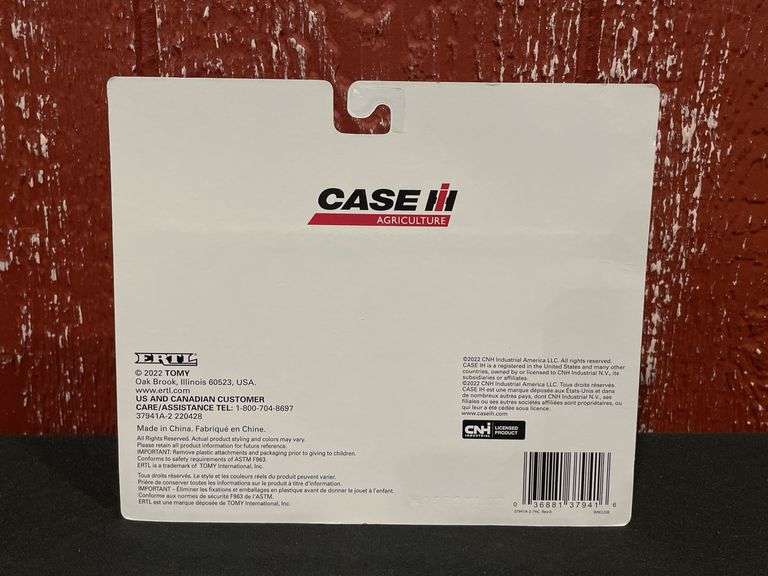 CASE IH
AGRICULTURE
ERTL
© 2022 TOMY
Oak Brook, Illinois 60523, USA.
www.ertl.com
US AND CANADIAN CUSTOMER
CARE/ASSISTANCE TEL: 1-800-704-8697
37941A-2 220428
Made in China. Fabriqué en Chine.
All Rights Reserved. Actual product styling and colors may vary.
Please retain all product information for future reference.
IMPORTANT: Remove plastic attachments and packaging prior to giving to children.
Conforms to safety requirements of ASTM F963.
ERTL is a trademark of TOMY International, Inc.
Tous droits réservés. Le style et les couleurs réels du produit peuvent varier.
Prière de conserver toutes les informations sur le produit à titre d'information.
IMPORTANT - Éliminer les fixations et emballages en plastique avant de donner le jouet à l'enfant.
Conforme aux normes de sécurité F963 de l'ASTM.
ERTL est une marque déposée de TOMY International, Inc.
©2022 CNH Industrial America LLC. All rights reserved.
CASE IH is a registered in the United States and many other
countries, owned by or licensed to CNH Industrial N.V., its
subsidiaries or affiliates.
©2022 CNH Industrial America LLC. Tous droits réservés.
CASE IH est une marque déposée aux États-Unis et dans
de nombreux autres pays, dont CNH Industrial N.V., ses
filiales ou ses autres sociétés affiliées sont propriétaires, ou
qui leur a été cédée sous licence.
www.caseih.com
CNH
INDUSTRIAL
LICENSED
PRODUCT
0 36881 37941 6